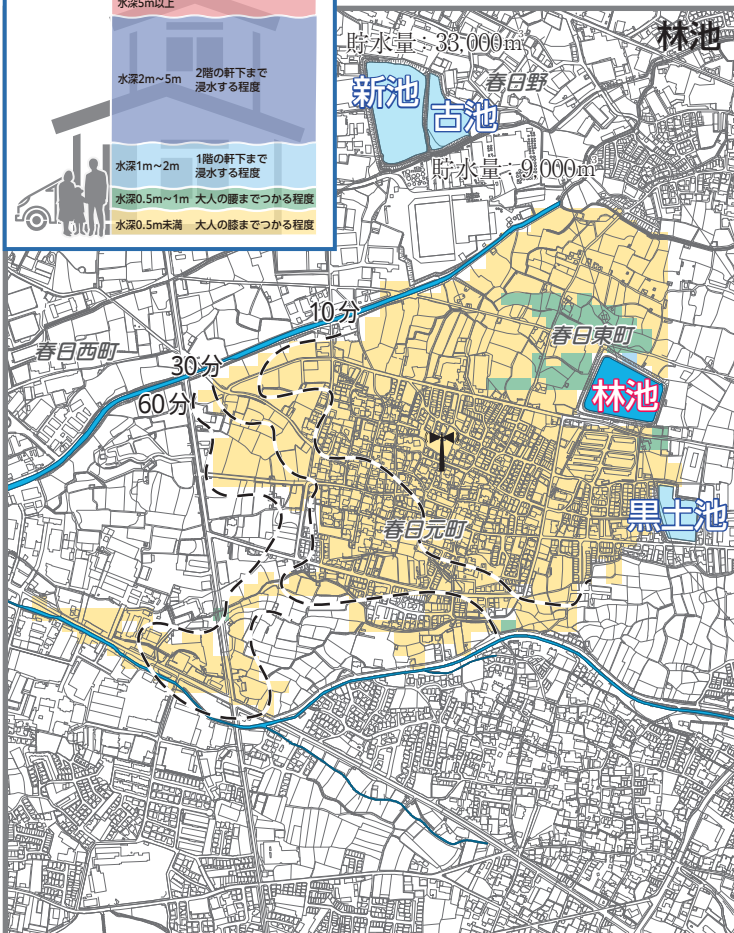 水深5m以上
水深2m～5m 2階の軒下まで
浸水する程度
水深1m～2m 1階の軒下まで
浸水する程度
水深0.5m～1m 大人の腰までつかる程度
水深0.5m未満 大人の膝までつかる程度
林池
貯水量：33,000㎥
新池
古池
春日野
貯水量：9,000㎥
10分
春日西町
30分
60分
春日東町
林池
黒土池
春日元町